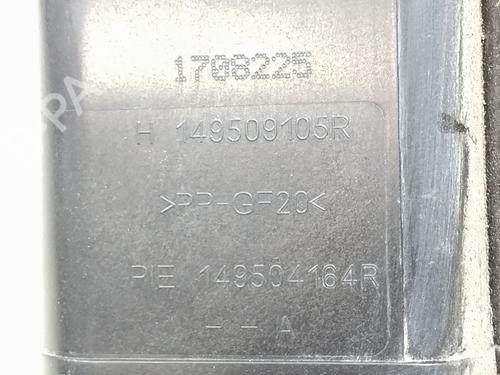 1708225
H 149509105R
>PP-GF20<
PIE 149504164R
- - A